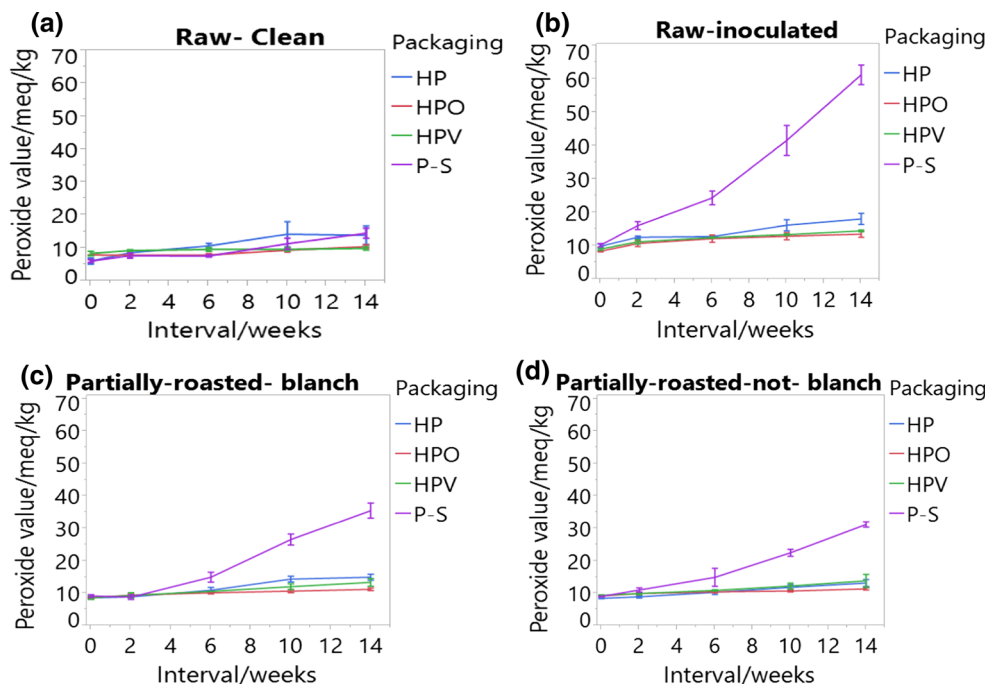 (a)
Raw- Clean
Packaging
HP
HPO
HPV
P-S
Peroxide value/meq/kg
70
60
50
40
30
20
10
0
0 2 4 6 8 10 12 14
Interval/weeks
(b)
Raw-inoculated
Packaging
HP
HPO
HPV
P-S
Peroxide value/meq/kg
70
60
50
40
30
20
10
0
0 2 4 6 8 10 12 14
Interval/weeks
(c)
Partially-roasted- blanch
Packaging
HP
HPO
HPV
P-S
Peroxide value/meq/kg
70
60
50
40
30
20
10
0
0 2 4 6 8 10 12 14
Interval/weeks
(d)
Partially-roasted-not- blanch
Packaging
HP
HPO
HPV
P-S
Peroxide value/meq/kg
70
60
50
40
30
20
10
0
0 2 4 6 8 10 12 14
Interval/weeks